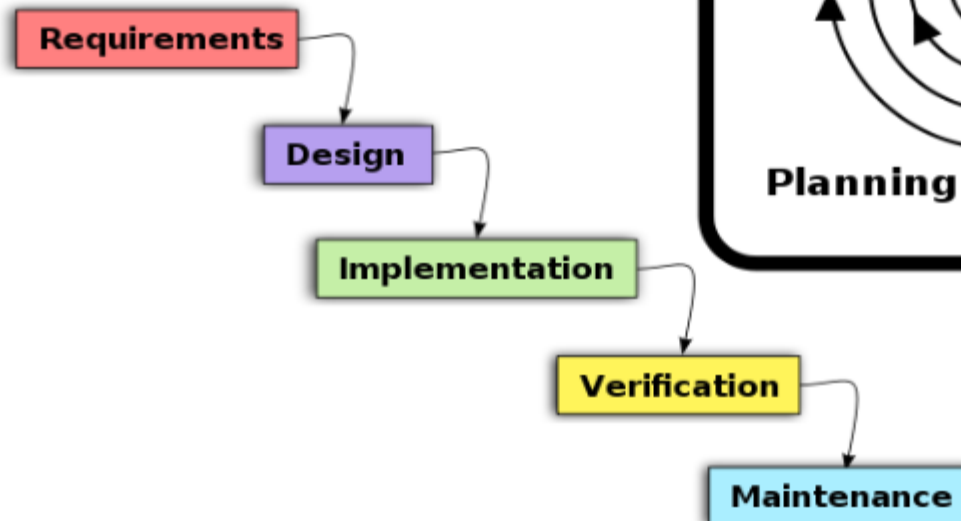 Requirements
Design
Planning
Implementation
Verification
Maintenance